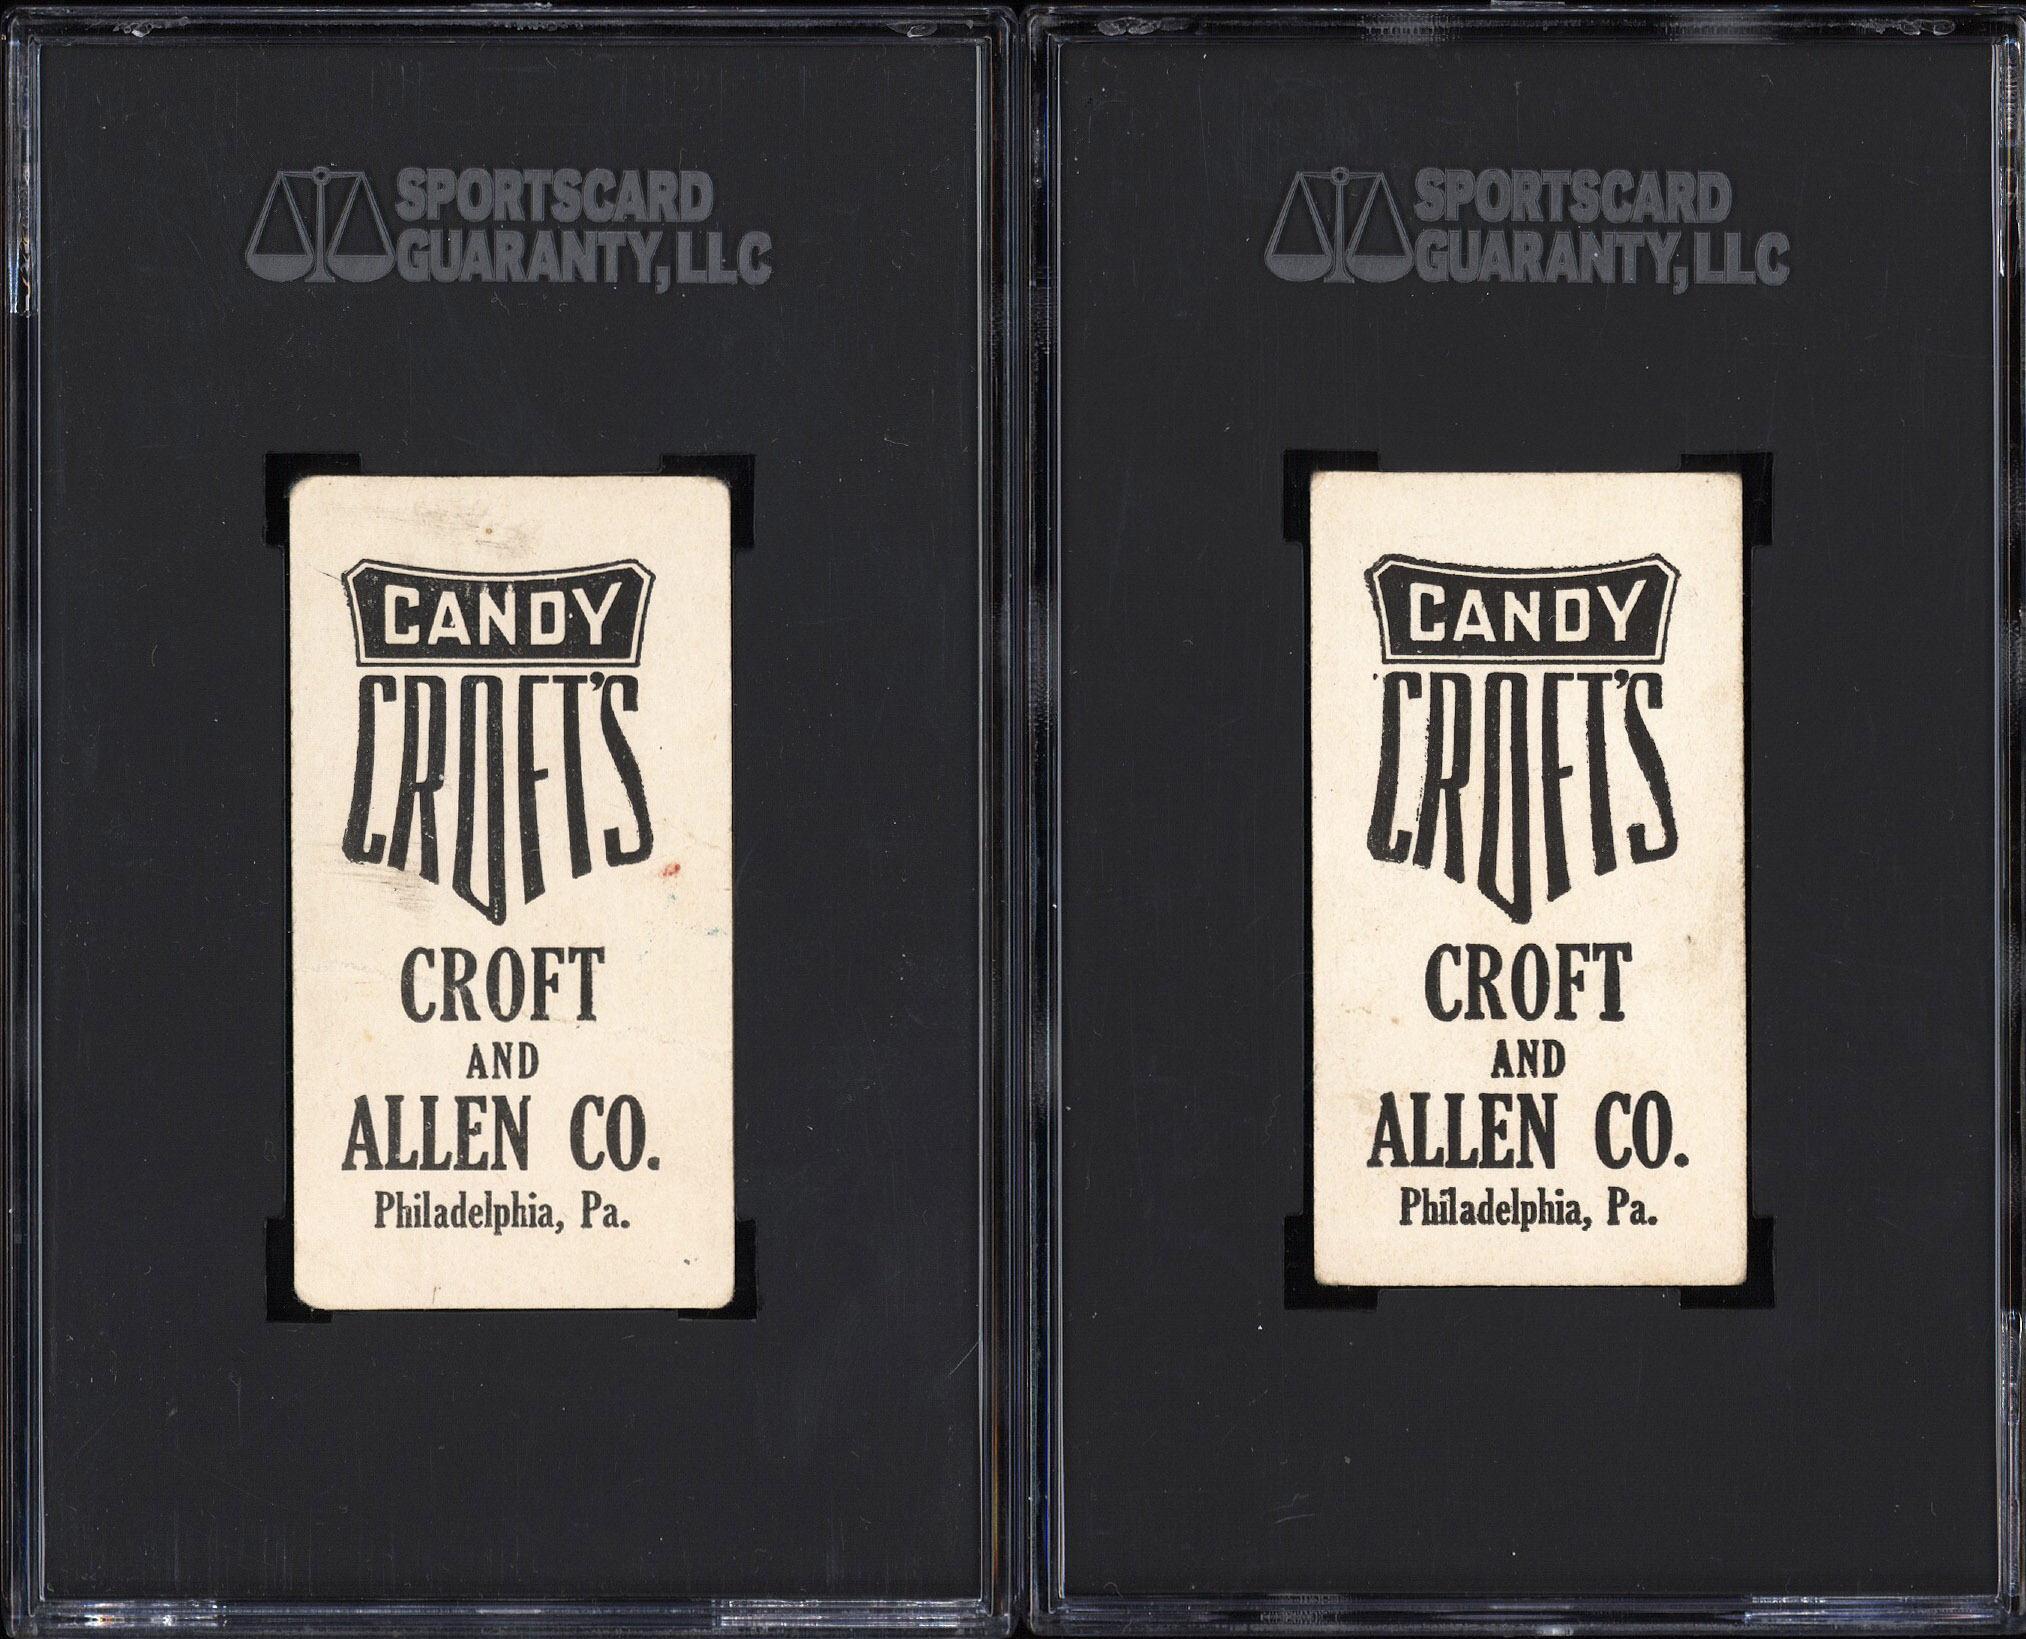 SPORTSCARD
GUARANTY, LLC
CANDY
CROFT'S
CROFT
AND
ALLEN CO.
Philadelphia, Pa.
SPORTSCARD
GUARANTY, LLC
CANDY
CROFT'S
CROFT
AND
ALLEN CO.
Philadelphia, Pa.